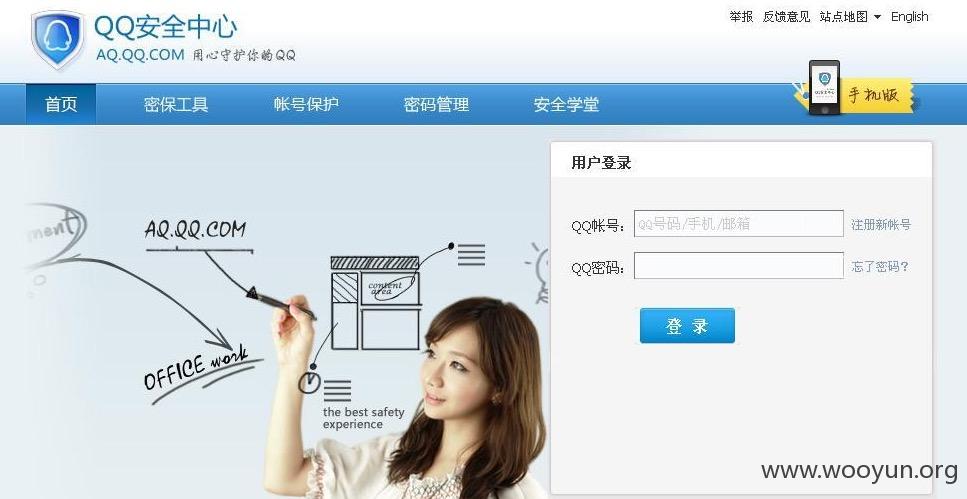 举报 反馈意见 站点地图 English
QQ安全中心
AQ.QQ.COM 用心守护你的QQ
首页 密保工具 帐号保护 密码管理 安全学堂 手机版
用户登录
QQ帐号: QQ号码/手机/邮箱 注册新帐号
QQ密码: 忘了密码?
登 录
ment
AQ.QQ.COM
content
area
OFFICE work
the best safety
experience
www.wooyun.org